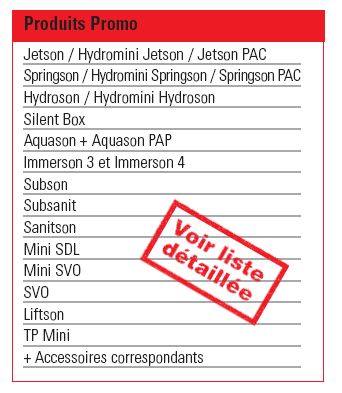 Produits Promo
Jetson / Hydromini Jetson / Jetson PAC
Springson / Hydromini Springson / Springson PAC
Hydroson / Hydromini Hydroson
Silent Box
Aquason + Aquason PAP
Immerson 3 et Immerson 4
Subson
Subsanit
Sanitson
Mini SDL
Mini SVO
SVO
Liftson
TP Mini
+ Accessoires correspondants
Voir liste
détaillée